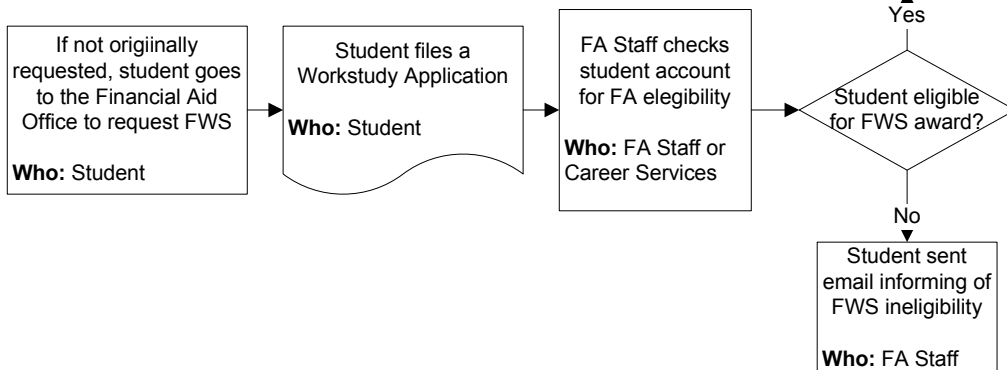 If not origiinally
requested, student goes
to the Financial Aid
Office to request FWS
Who: Student
Student files a
Workstudy Application
Who: Student
FA Staff checks
student account
for FA elegibility
Who: FA Staff or
Career Services
Yes
Student eligible
for FWS award?
No
Student sent
email informing of
FWS ineligibility
Who: FA Staff